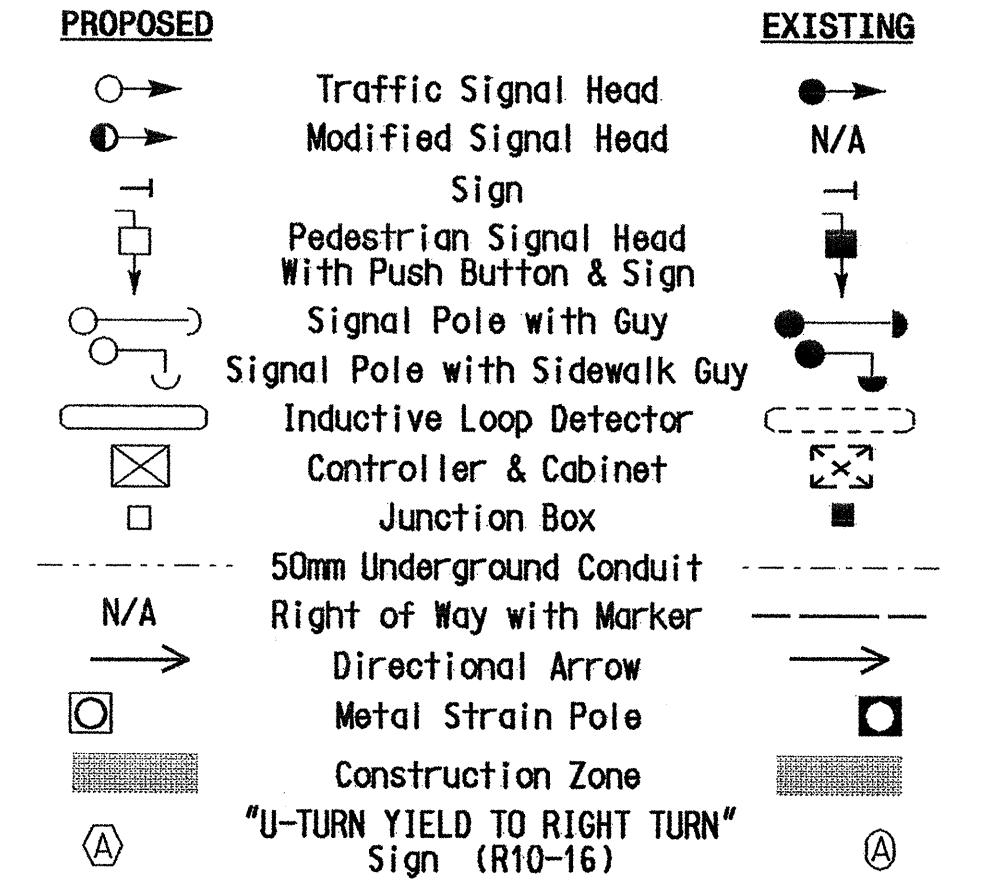 PROPOSED EXISTING
Traffic Signal Head
Modified Signal Head N/A
Sign
Pedestrian Signal Head
With Push Button & Sign
Signal Pole with Guy
Signal Pole with Sidewalk Guy
Inductive Loop Detector
Controller & Cabinet
Junction Box
50mm Underground Conduit
N/A Right of Way with Marker
Directional Arrow
Metal Strain Pole
Construction Zone
"U-TURN YIELD TO RIGHT TURN"
A Sign (R10-16) A